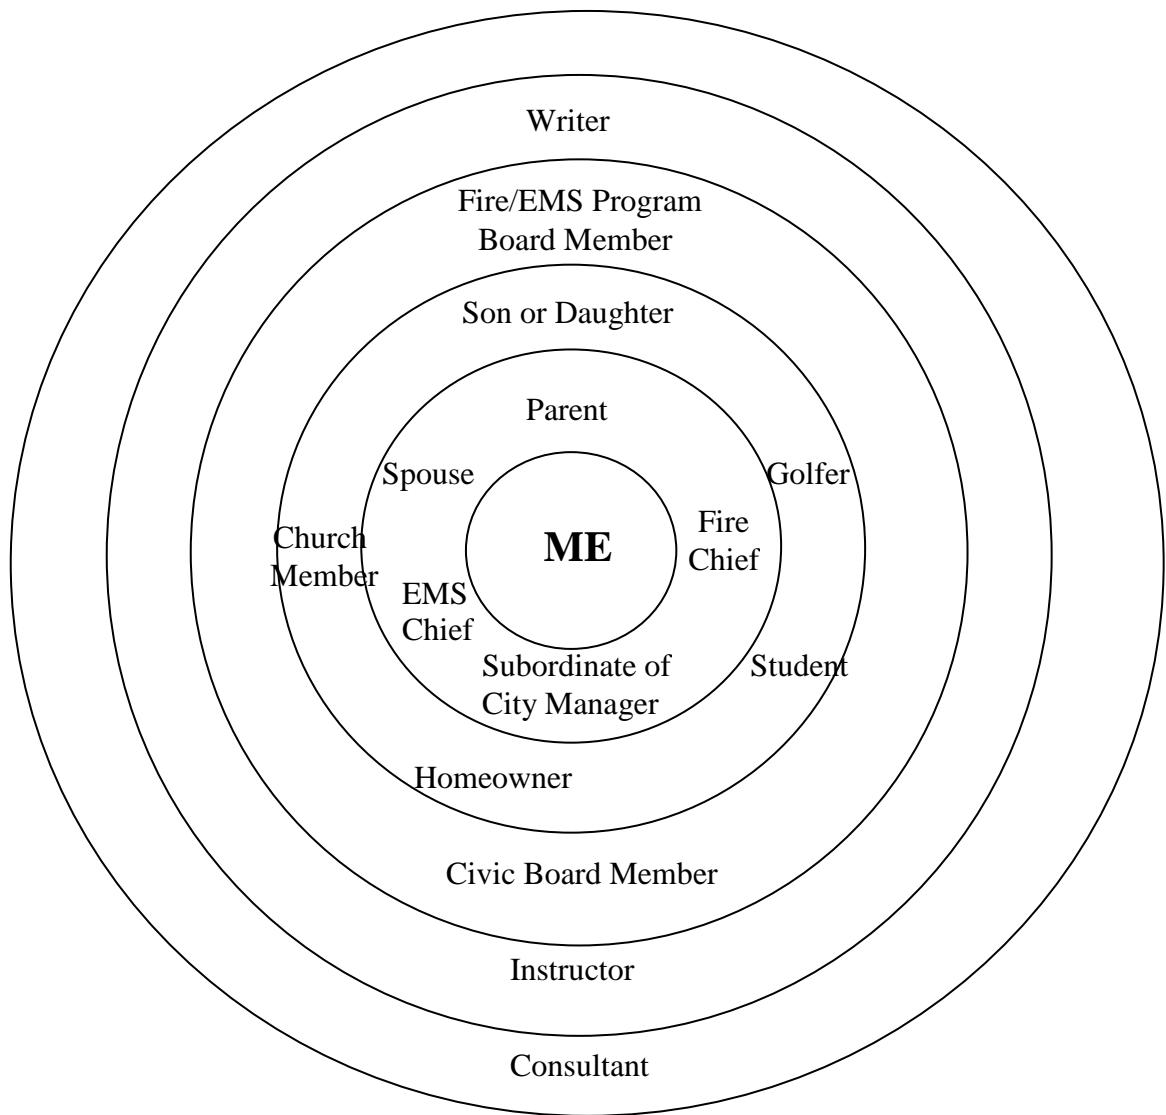 Writer
Fire/EMS Program
Board Member
Son or Daughter
Parent
Spouse
Golfer
Fire
Chief
ME
Church
Member
EMS
Chief
Subordinate of
City Manager
Student
Homeowner
Civic Board Member
Instructor
Consultant